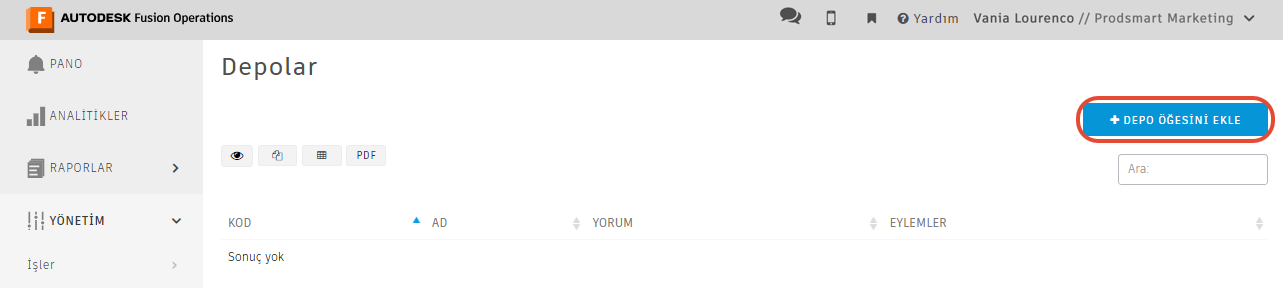 F AUTODESK Fusion Operations
Yardım Vania Lourenco // Prodsmart Marketing
PANO
Depolar
ANALİTİKLER
+ DEPO ÖĞESİNİ EKLE
RAPORLAR
PDF
Ara:
YÖNETİM
KOD AD YORUM EYLEMLER
Sonuç yok
İşler